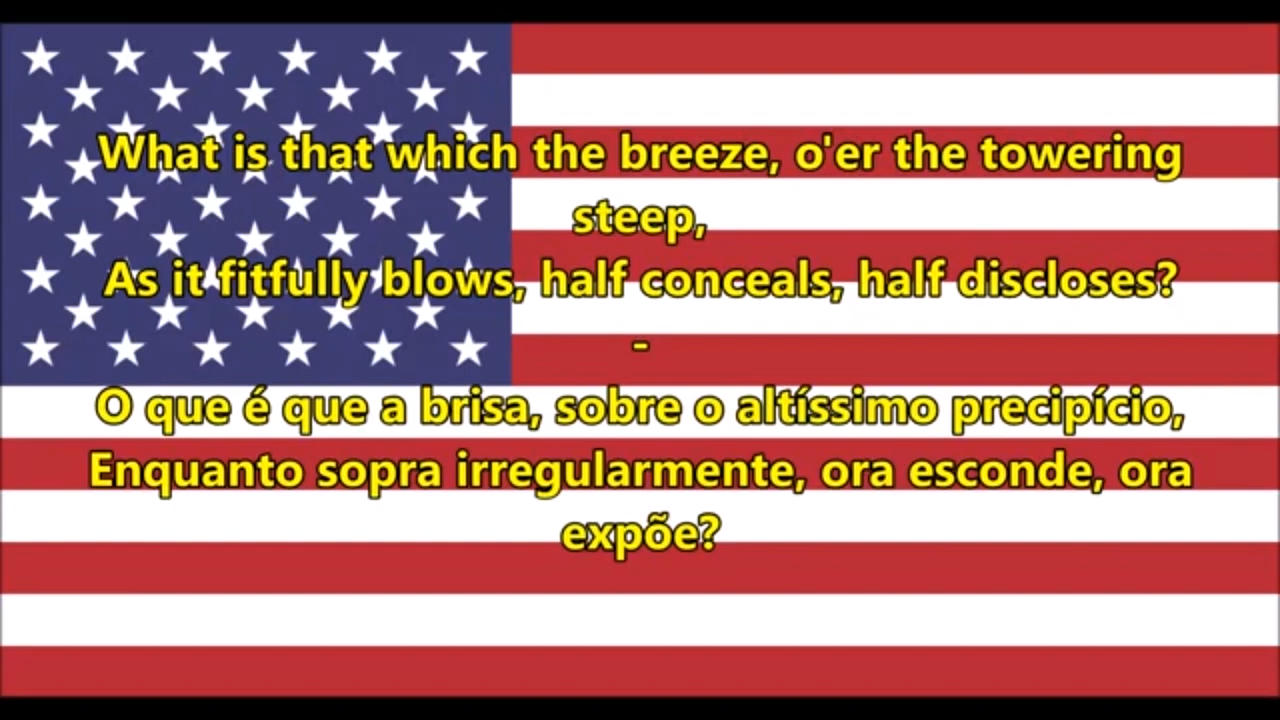 What is that which the breeze, o'er the towering
steep,
As it fitfully blows, half conceals, half discloses?
-
O que é que a brisa, sobre o altíssimo precipício,
Enquanto sopra irregularmente, ora esconde, ora
expõe?